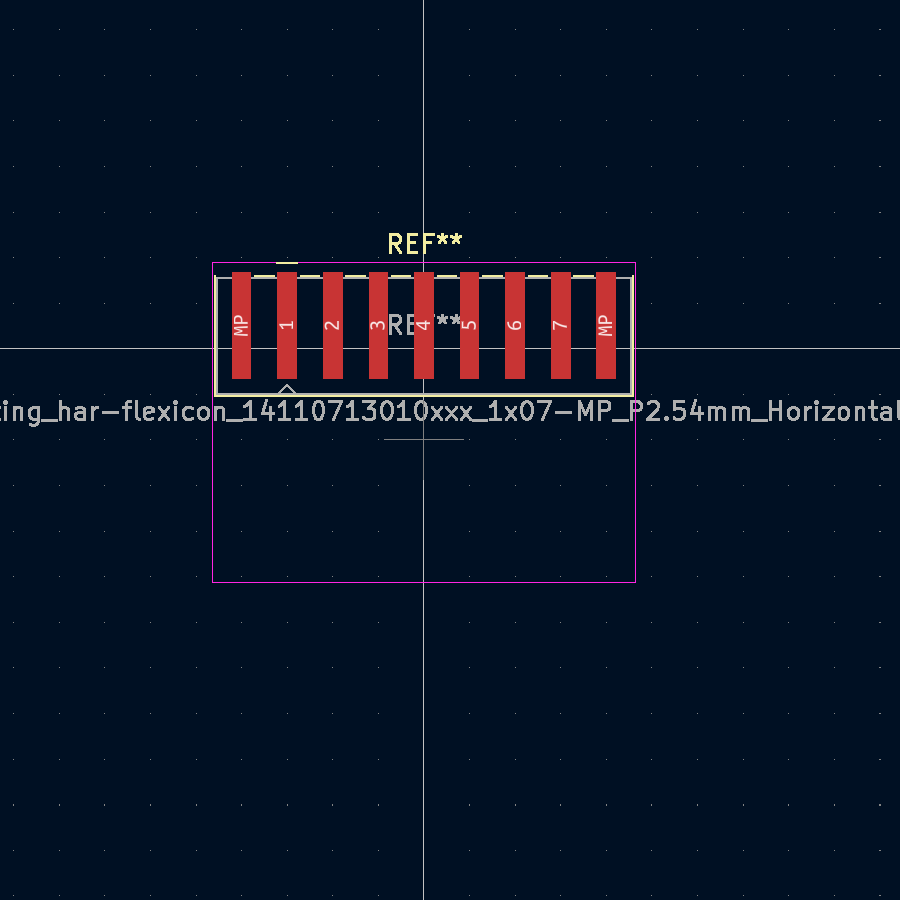 REF**
MP 1 2 3 4 5 6 7 MP
REF**
ting_har-flexicon_14110713010xxx_1x07-MP_P2.54mm_Horizontal